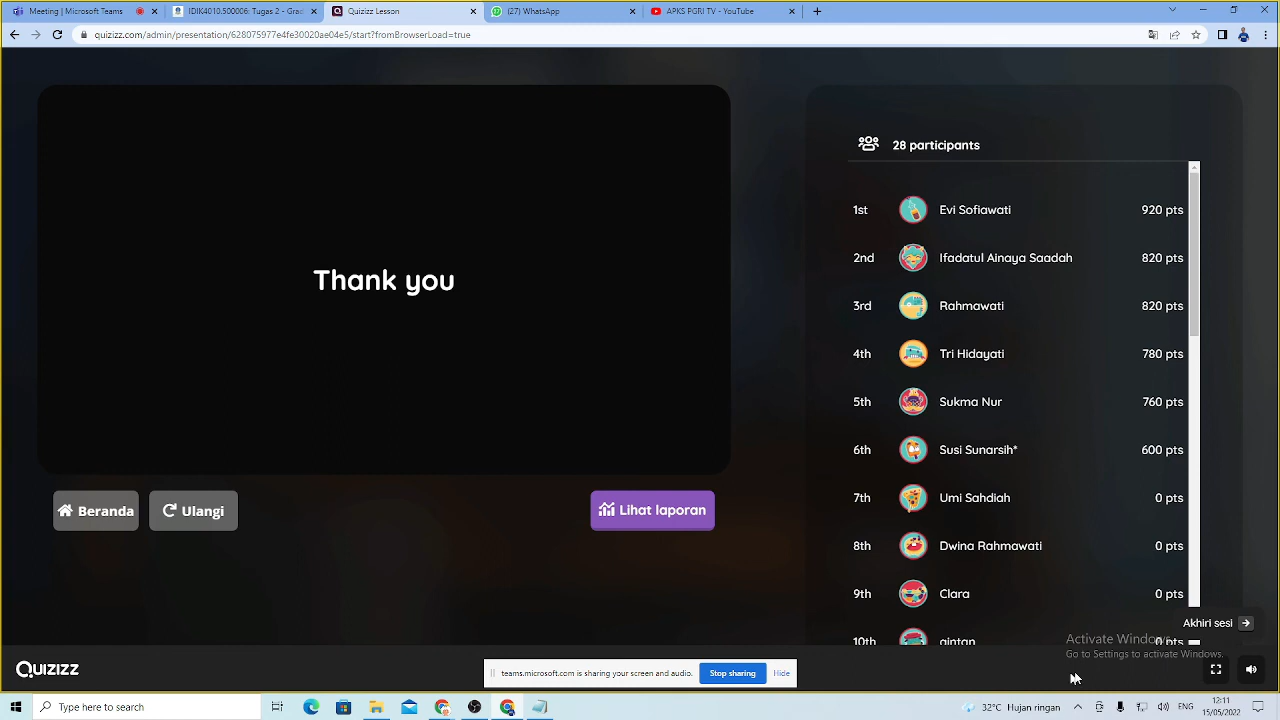 Meeting | Microsoft Teams
IDIK4010.500006: Tugas 2 - Grad
Quizizz Lesson
(27) WhatsApp
APKS PGRI TV - YouTube
quizizz.com/admin/presentation/628075977e4fe30020ae04e5/start?fromBrowserLoad=true
Thank you
Beranda
Ulangi
Lihat laporan
28 participants
1st Evi Sofiawati 920 pts
2nd Ifadatul Ainaya Saadah 820 pts
3rd Rahmawati 820 pts
4th Tri Hidayati 780 pts
5th Sukma Nur 760 pts
6th Susi Sunarsih* 600 pts
7th Umi Sahdiah 0 pts
8th Dwina Rahmawati 0 pts
9th Clara 0 pts
10th 0 pts
Akhiri sesi
Activate Windows
Go to Settings to activate Windows.
Quizizz
teams.microsoft.com is sharing your screen and audio.
Stop sharing
Hide
Type here to search
32°C Hujan ringan
ENG
12:11
15/05/2022